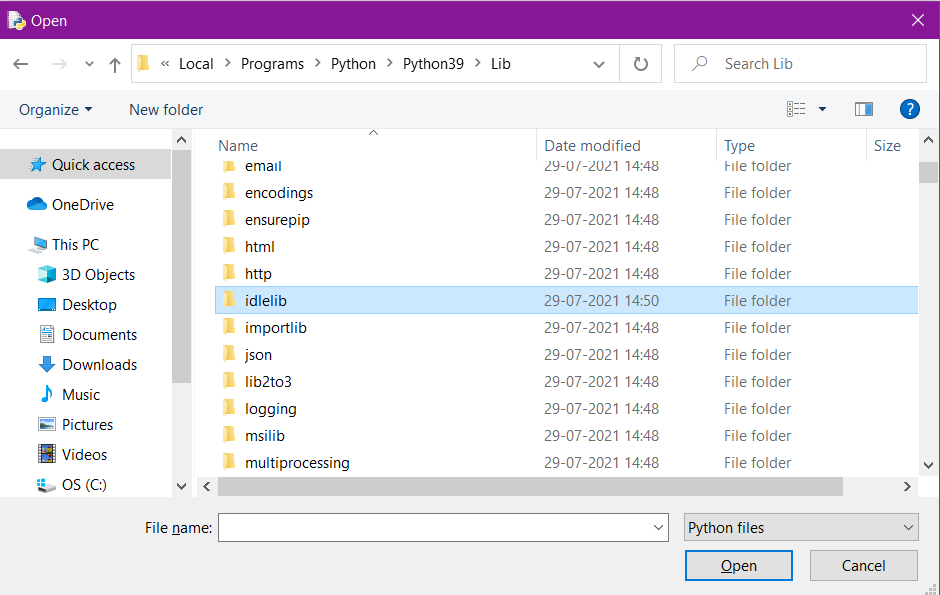 Open
« Local > Programs > Python > Python39 > Lib
Search Lib
Organize
New folder
?
Name Date modified Type Size
Quick access
OneDrive
This PC
3D Objects
Desktop
Documents
Downloads
Music
Pictures
Videos
OS (C:)
email 29-07-2021 14:48 File folder
encodings 29-07-2021 14:48 File folder
ensurepip 29-07-2021 14:48 File folder
html 29-07-2021 14:48 File folder
http 29-07-2021 14:48 File folder
idlelib 29-07-2021 14:50 File folder
importlib 29-07-2021 14:48 File folder
json 29-07-2021 14:48 File folder
lib2to3 29-07-2021 14:48 File folder
logging 29-07-2021 14:48 File folder
msilib 29-07-2021 14:48 File folder
multiprocessing 29-07-2021 14:48 File folder
File name:
Python files
Open
Cancel